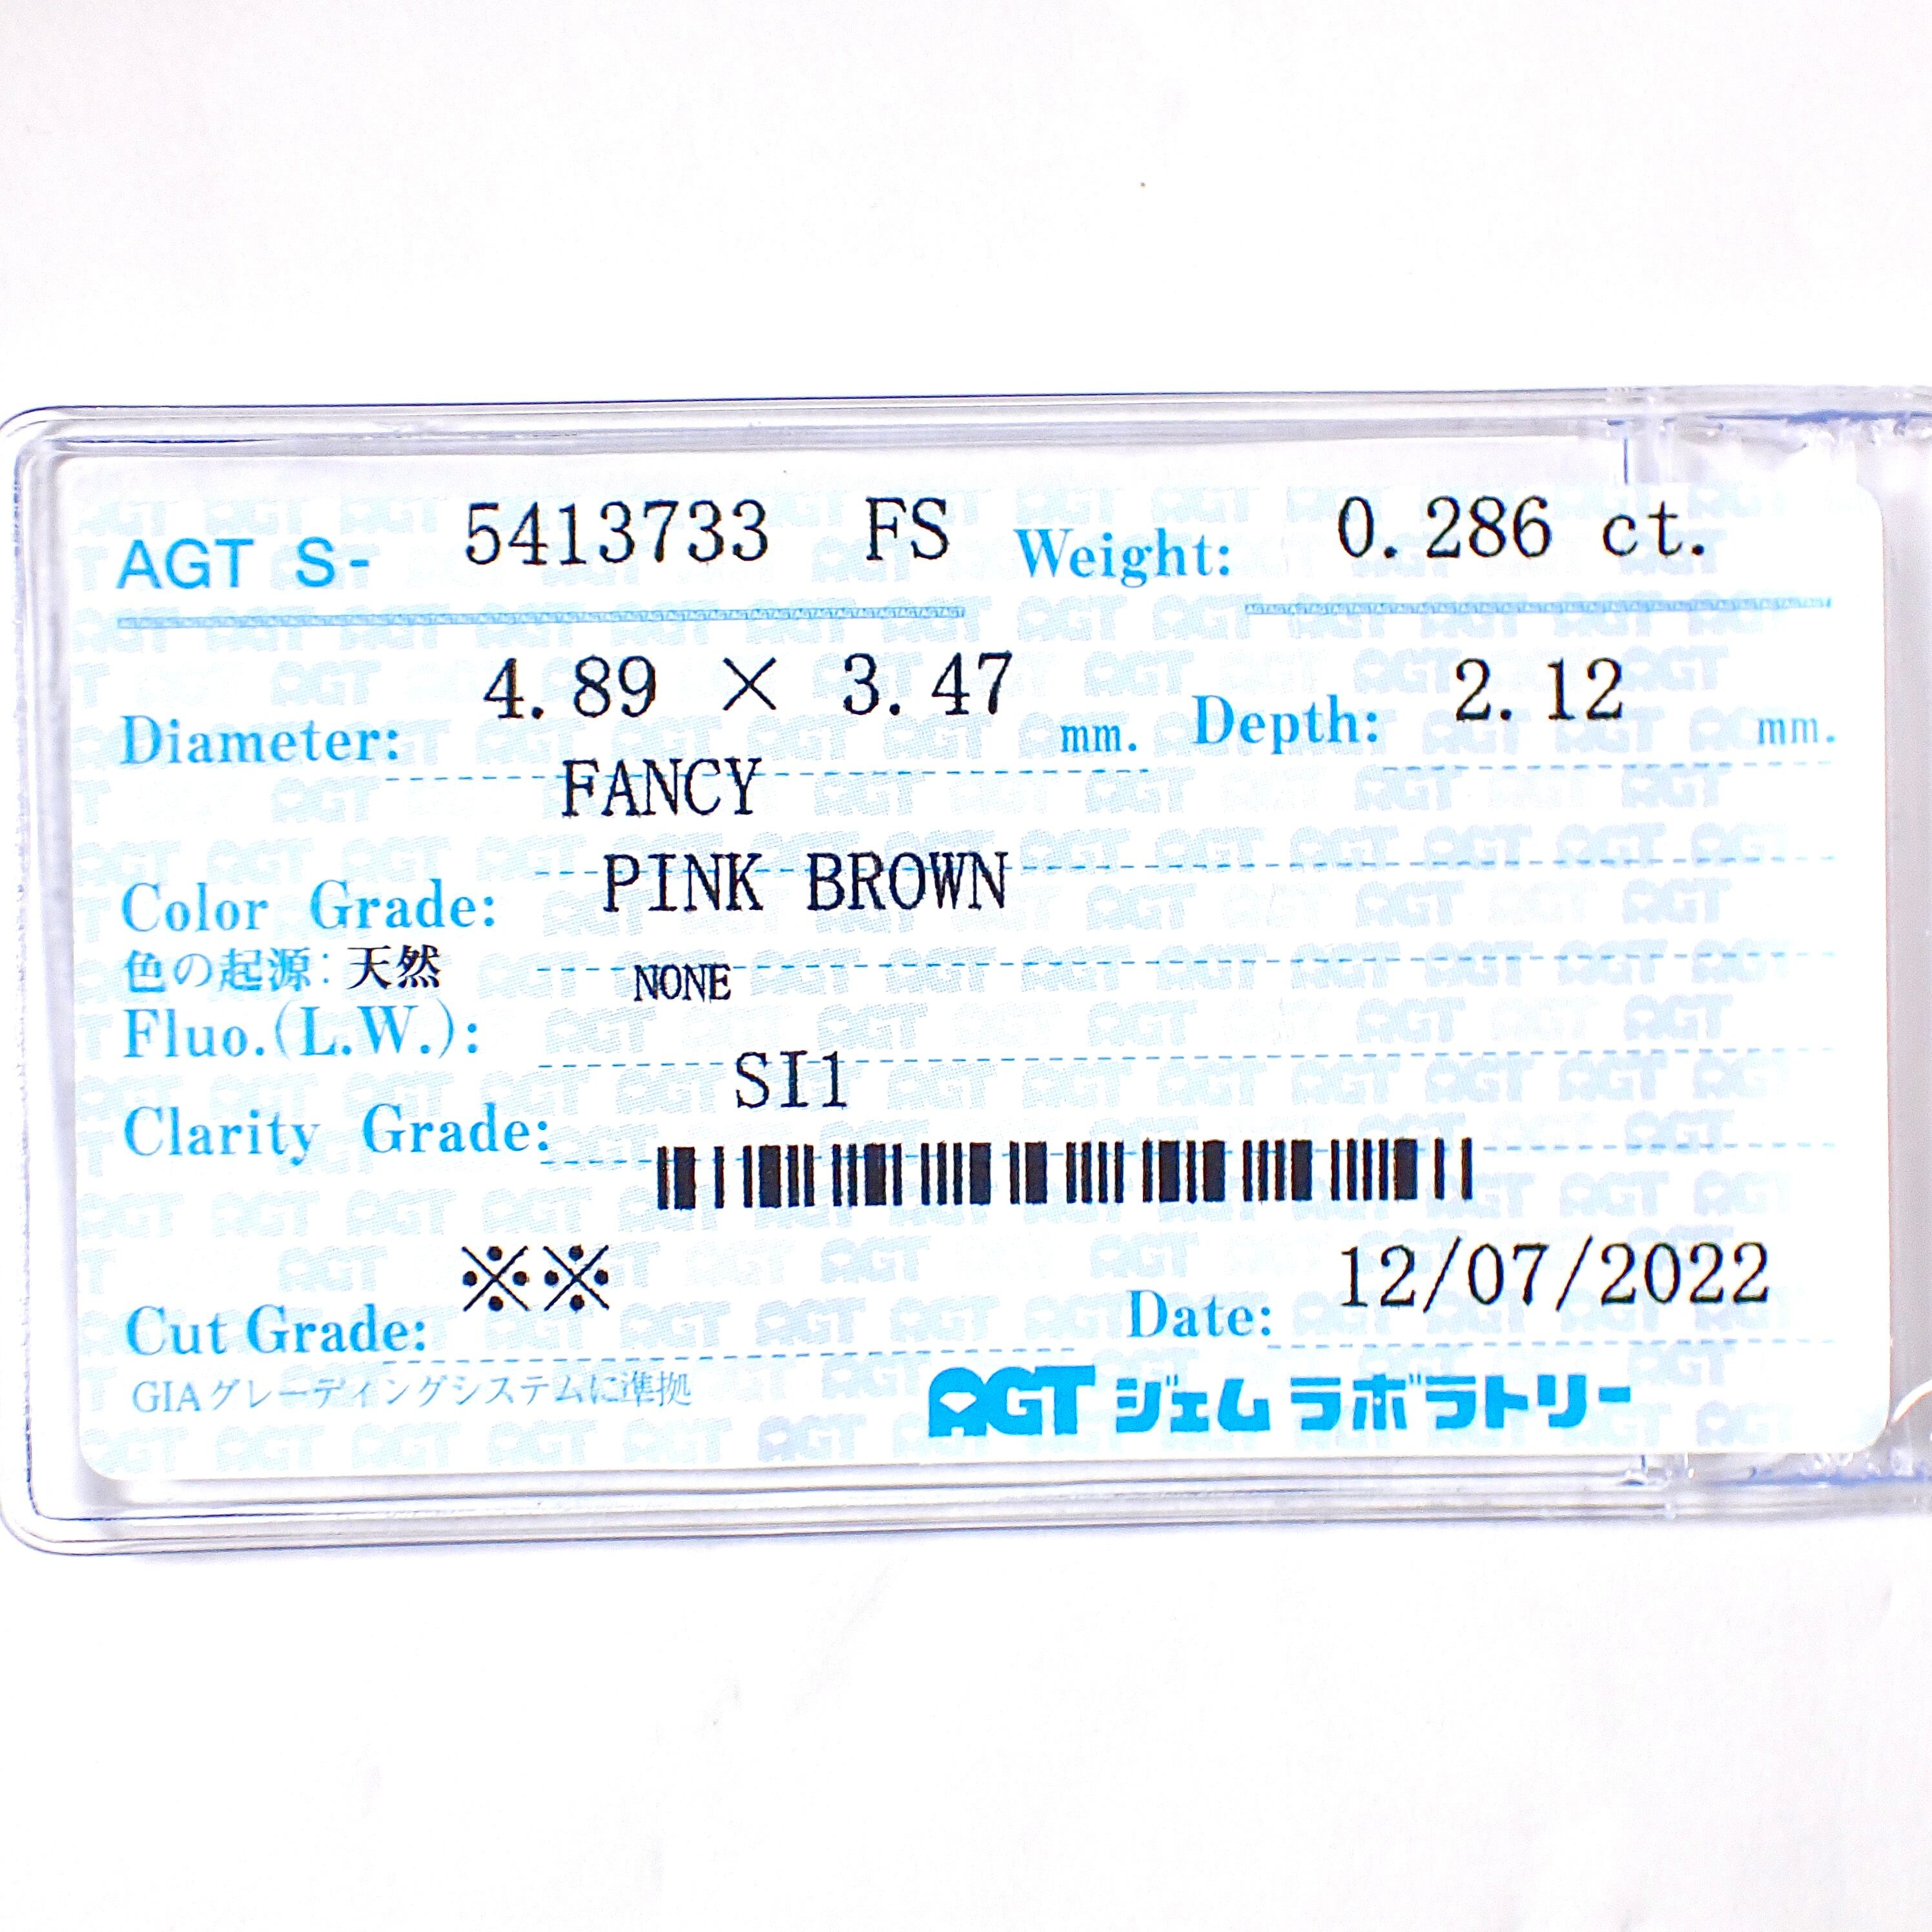 AGT S- 5413733 FS Weight: 0.286 ct.
Diameter: 4.89 × 3.47 mm. Depth: 2.12 mm.
FANCY
Color Grade: PINK BROWN
色の起源: 天然
Fluo.(L.W.): NONE
Clarity Grade: SI1
Cut Grade: ※※ Date: 12/07/2022
GIAグレーディングシステムに準拠
AGT ジェム ラボラトリー